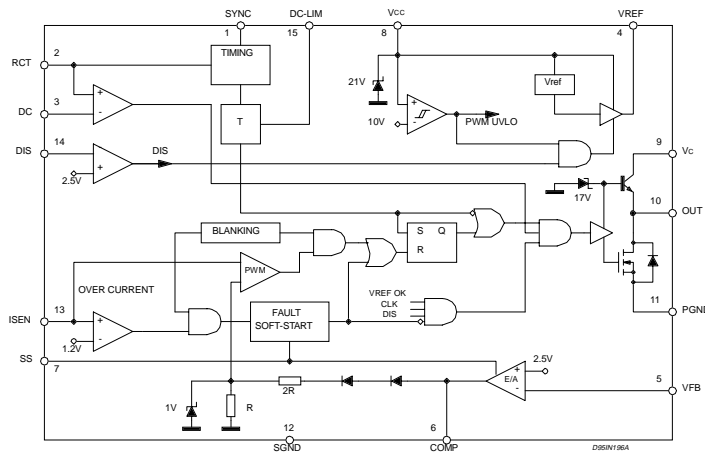 SYNC DC-LIM VCC VREF
1 15 8 4
RCT 2
TIMING
DC 3
+
-
T
21V
Vref
+
-
10V
PWM UVLO
DIS 14
DIS
2.5V
+
9 VC
17V
10 OUT
BLANKING
S Q
R
PWM
OVER CURRENT
ISEN 13
+
-
1.2V
FAULT
SOFT-START
VREF OK
CLK
DIS
11 PGND
SS
7
2.5V
E/A
+
-
5 VFB
1V
R
2R
12
SGND
6
COMP
D95IN196A